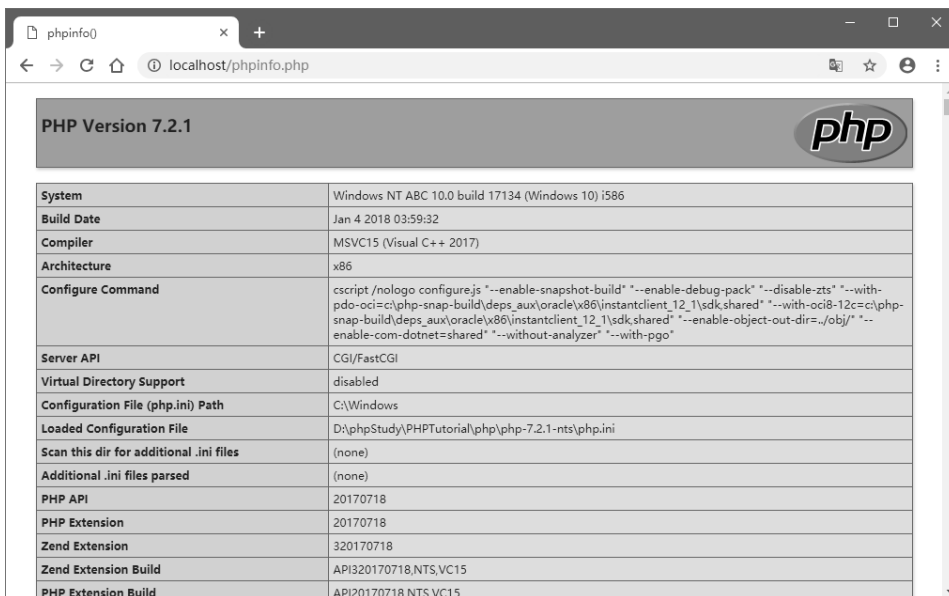 phpinfo()
localhost/phpinfo.php
PHP Version 7.2.1
php
System Windows NT ABC 10.0 build 17134 (Windows 10) i586
Build Date Jan 4 2018 03:59:32
Compiler MSVC15 (Visual C++ 2017)
Architecture x86
Configure Command cscript /nologo configure.js "--enable-snapshot-build" "--enable-debug-pack" "--disable-zts" "--with-
pdo-oci=c:\php-snap-build\deps_aux\oracle\x86\instantclient_12_1\sdk,shared" "--with-oci8-12c=c:\php-
snap-build\deps_aux\oracle\x86\instantclient_12_1\sdk,shared" "--enable-object-out-dir=../obj/" "--
enable-com-dotnet=shared" "--without-analyzer" "--with-pgo"
Server API CGI/FastCGI
Virtual Directory Support disabled
Configuration File (php.ini) Path C:\Windows
Loaded Configuration File D:\phpStudy\PHPTutorial\php\php-7.2.1-nts\php.ini
Scan this dir for additional .ini files (none)
Additional .ini files parsed (none)
PHP API 20170718
PHP Extension 20170718
Zend Extension 320170718
Zend Extension Build API320170718,NTS,VC15
PHP Extension Build API20170718,NTS,VC15